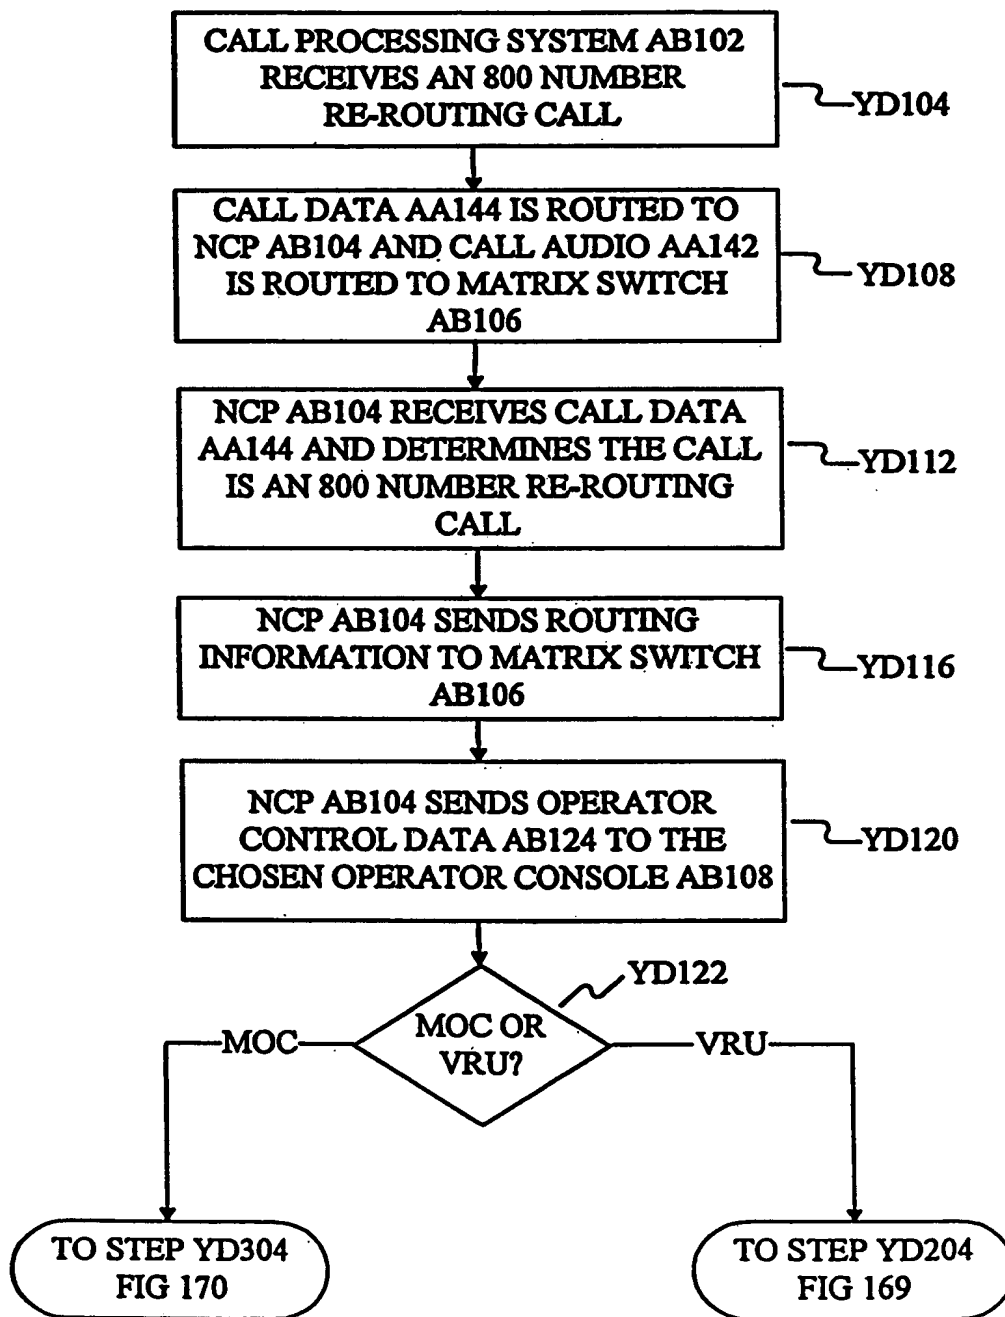 CALL PROCESSING SYSTEM AB102
RECEIVES AN 800 NUMBER
RE-ROUTING CALL
YD104
CALL DATA AA144 IS ROUTED TO
NCP AB104 AND CALL AUDIO AA142
IS ROUTED TO MATRIX SWITCH
AB106
YD108
NCP AB104 RECEIVES CALL DATA
AA144 AND DETERMINES THE CALL
IS AN 800 NUMBER RE-ROUTING
CALL
YD112
NCP AB104 SENDS ROUTING
INFORMATION TO MATRIX SWITCH
AB106
YD116
NCP AB104 SENDS OPERATOR
CONTROL DATA AB124 TO THE
CHOSEN OPERATOR CONSOLE AB108
YD120
YD122
MOC OR
VRU?
MOC
VRU
TO STEP YD304
FIG 170
TO STEP YD204
FIG 169